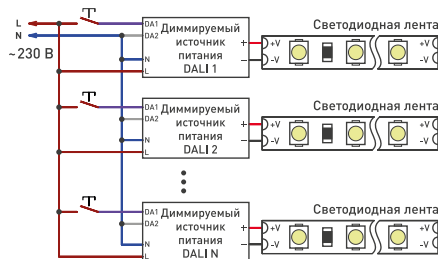 L
N
~230 В
DA1
DA2
N
L
Диммируемый
источник
питания
DALI 1
+
−
Светодиодная лента
+V
-V
+V
-V
DA1
DA2
N
L
Диммируемый
источник
питания
DALI 2
+
−
Светодиодная лента
+V
-V
+V
-V
DA1
DA2
N
L
Диммируемый
источник
питания
DALI N
+
−
Светодиодная лента
+V
-V
+V
-V